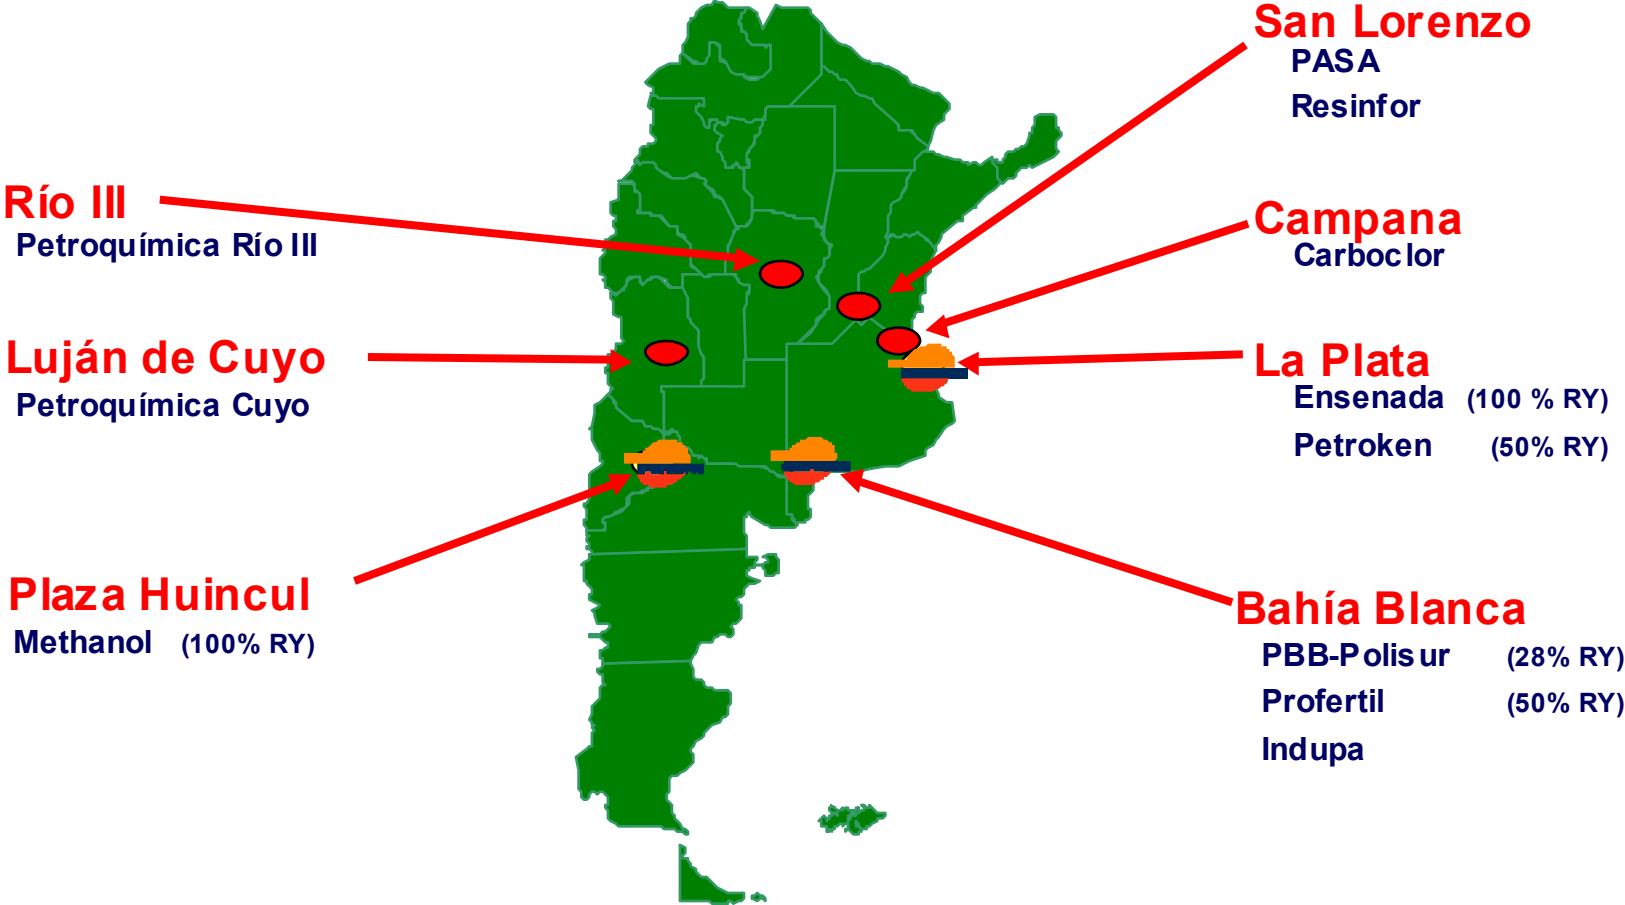 San Lorenzo
PASA
Resinfor
Río III
Petroquímica Río III
Campana
Carboclor
Luján de Cuyo
Petroquímica Cuyo
La Plata
Ensenada (100 % RY)
Petroken (50% RY)
Plaza Huincul
Methanol (100% RY)
Bahía Blanca
PBB-Polisur (28% RY)
Profertil (50% RY)
Indupa